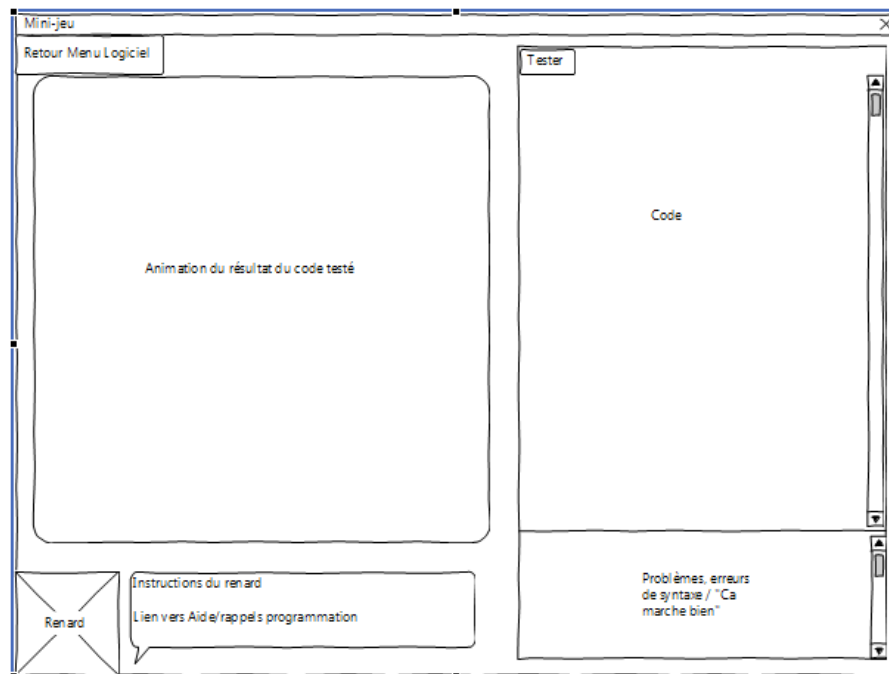 Mini-jeu
Retour Menu Logiciel
Tester
Code
Animation du résultat du code testé
Problèmes, erreurs
de syntaxe / "Ca
marche bien"
Instructions du renard
Lien vers Aide/rappels programmation
Renard